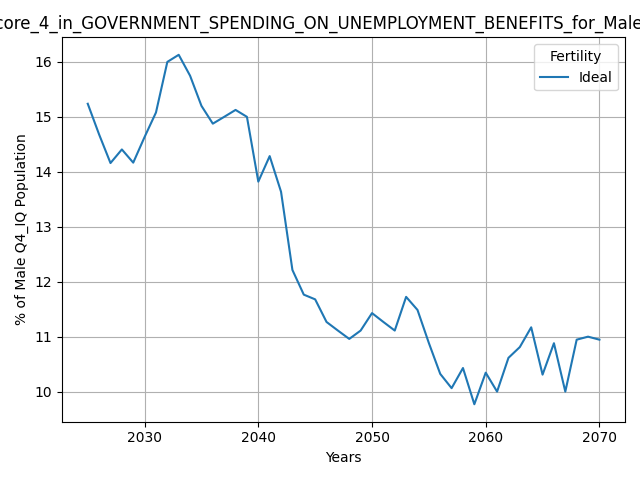 core_4_in_GOVERNMENT_SPENDING_ON_UNEMPLOYMENT_BENEFITS_for_Male
Fertility
Ideal
16
15
14
13
12
11
10
% of Male Q4_IQ Population
2030 2040 2050 2060 2070
Years